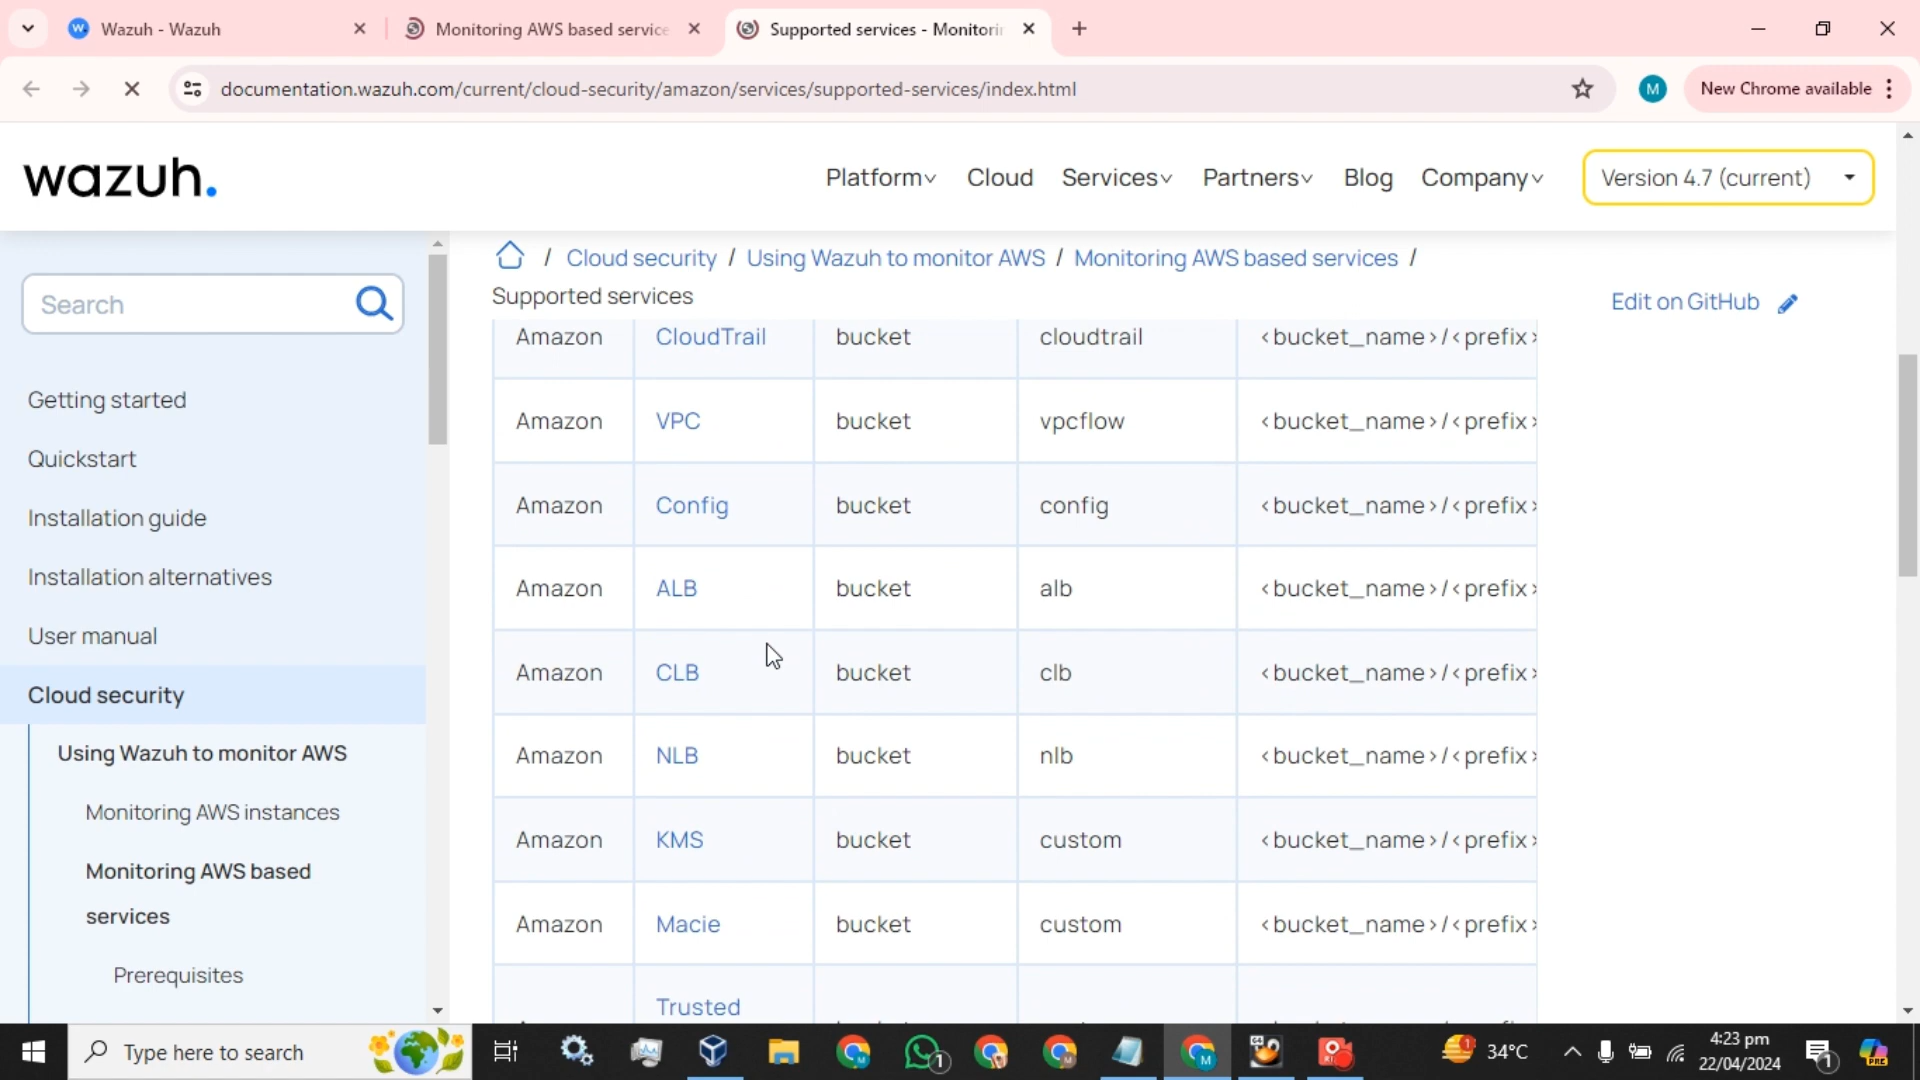 Wazuh - Wazuh
Monitoring AWS based service
Supported services - Monitorin
documentation.wazuh.com/current/cloud-security/amazon/services/supported-services/index.html
M
New Chrome available
wazuh.
Platform
Cloud
Services
Partners
Blog
Company
Version 4.7 (current)
Search
/ Cloud security / Using Wazuh to monitor AWS / Monitoring AWS based services /
Supported services
Edit on GitHub
Getting started
Quickstart
Installation guide
Installation alternatives
User manual
Cloud security
Using Wazuh to monitor AWS
Monitoring AWS instances
Monitoring AWS based
services
Prerequisites
Amazon CloudTrail bucket cloudtrail <bucket_name>/<prefix>
Amazon VPC bucket vpcflow <bucket_name>/<prefix>
Amazon Config bucket config <bucket_name>/<prefix>
Amazon ALB bucket alb <bucket_name>/<prefix>
Amazon CLB bucket clb <bucket_name>/<prefix>
Amazon NLB bucket nlb <bucket_name>/<prefix>
Amazon KMS bucket custom <bucket_name>/<prefix>
Amazon Macie bucket custom <bucket_name>/<prefix>
Trusted
Type here to search
34°C
4:23 pm
22/04/2024